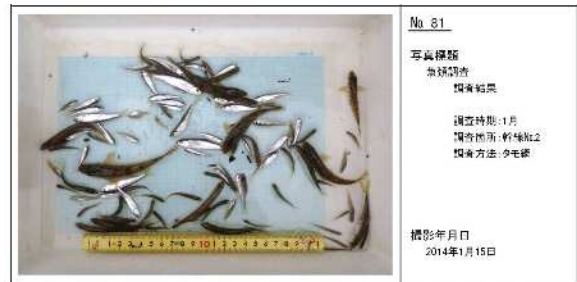 No 81
写真標題
魚類調査
調査結果
調査時期:1月
調査箇所:幹線No.2
調査方法:タモ網
撮影年月日
2014年1月15日